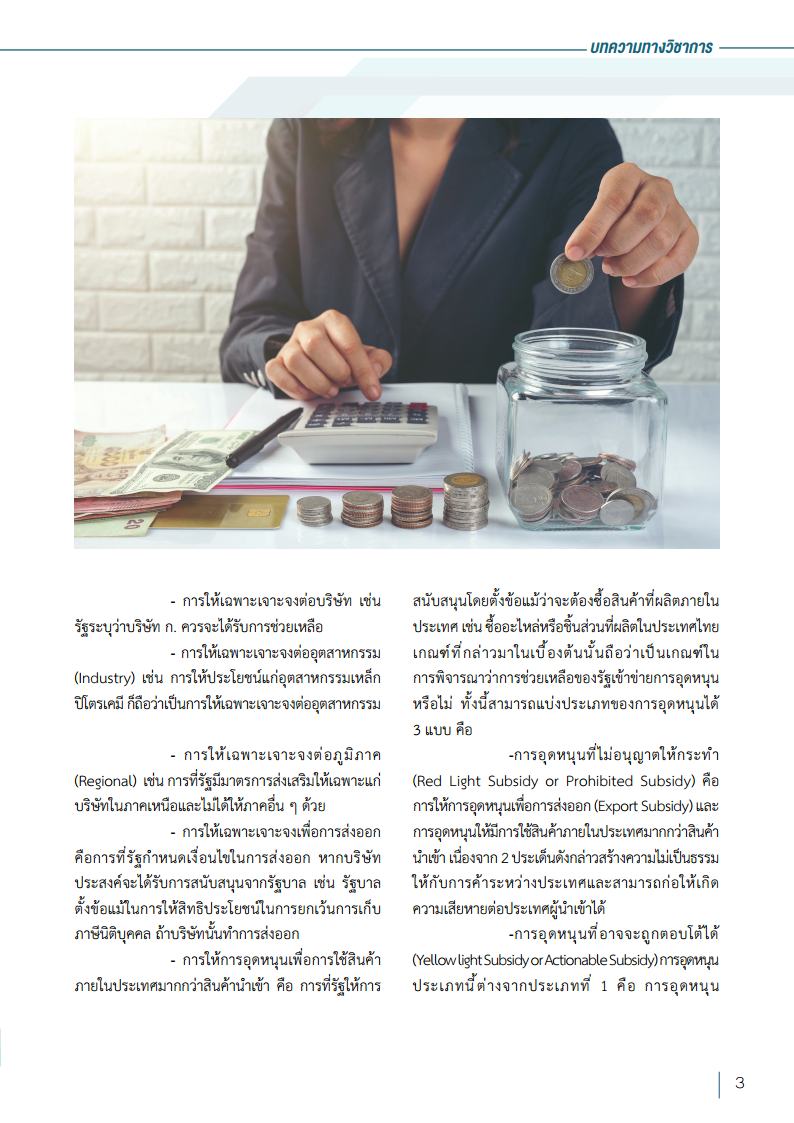 บทความทางวิชาการ
20
- การให้เฉพาะเจาะจงต่อบริษัท เช่น
รัฐระบุว่าบริษัท ก. ควรจะได้รับการช่วยเหลือ
- การให้เฉพาะเจาะจงต่ออุตสาหกรรม
(Industry) เช่น การให้ประโยชน์แก่อุตสาหกรรมเหล็ก
ปิโตรเคมี ก็ถือว่าเป็นการให้เฉพาะเจาะจงต่ออุตสาหกรรม
- การให้เฉพาะเจาะจงต่อภูมิภาค
(Regional) เช่น การที่รัฐมีมาตรการส่งเสริมให้เฉพาะแก่
บริษัทในภาคเหนือและไม่ได้ให้ภาคอื่น ๆ ด้วย
- การให้เฉพาะเจาะจงเพื่อการส่งออก
คือการที่รัฐกำหนดเงื่อนไขในการส่งออก หากบริษัท
ประสงค์จะได้รับการสนับสนุนจากรัฐบาล เช่น รัฐบาล
ตั้งข้อแม้ในการให้สิทธิประโยชน์ในการยกเว้นการเก็บ
ภาษีนิติบุคคล ถ้าบริษัทนั้นทำการส่งออก
- การให้การอุดหนุนเพื่อการใช้สินค้า
ภายในประเทศมากกว่าสินค้านำเข้า คือ การที่รัฐให้การ
สนับสนุนโดยตั้งข้อแม้ว่าจะต้องซื้อสินค้าที่ผลิตภายใน
ประเทศ เช่น ซื้ออะไหล่หรือชิ้นส่วนที่ผลิตในประเทศไทย
เกณฑ์ที่กล่าวมาในเบื้องต้นนั้นถือว่าเป็นเกณฑ์ใน
การพิจารณาว่าการช่วยเหลือของรัฐเข้าข่ายการอุดหนุน
หรือไม่ ทั้งนี้สามารถแบ่งประเภทของการอุดหนุนได้
3 แบบ คือ
-การอุดหนุนที่ไม่อนุญาตให้กระทำ
(Red Light Subsidy or Prohibited Subsidy) คือ
การให้การอุดหนุนเพื่อการส่งออก (Export Subsidy) และ
การอุดหนุนให้มีการใช้สินค้าภายในประเทศมากกว่าสินค้า
นำเข้า เนื่องจาก 2 ประเด็นดังกล่าวสร้างความไม่เป็นธรรม
ให้กับการค้าระหว่างประเทศและสามารถก่อให้เกิด
ความเสียหายต่อประเทศผู้นำเข้าได้
-การอุดหนุนที่อาจจะถูกตอบโต้ได้
(Yellow light Subsidy or Actionable Subsidy) การอุดหนุน
ประเภทนี้ต่างจากประเภทที่ 1 คือ การอุดหนุน
3